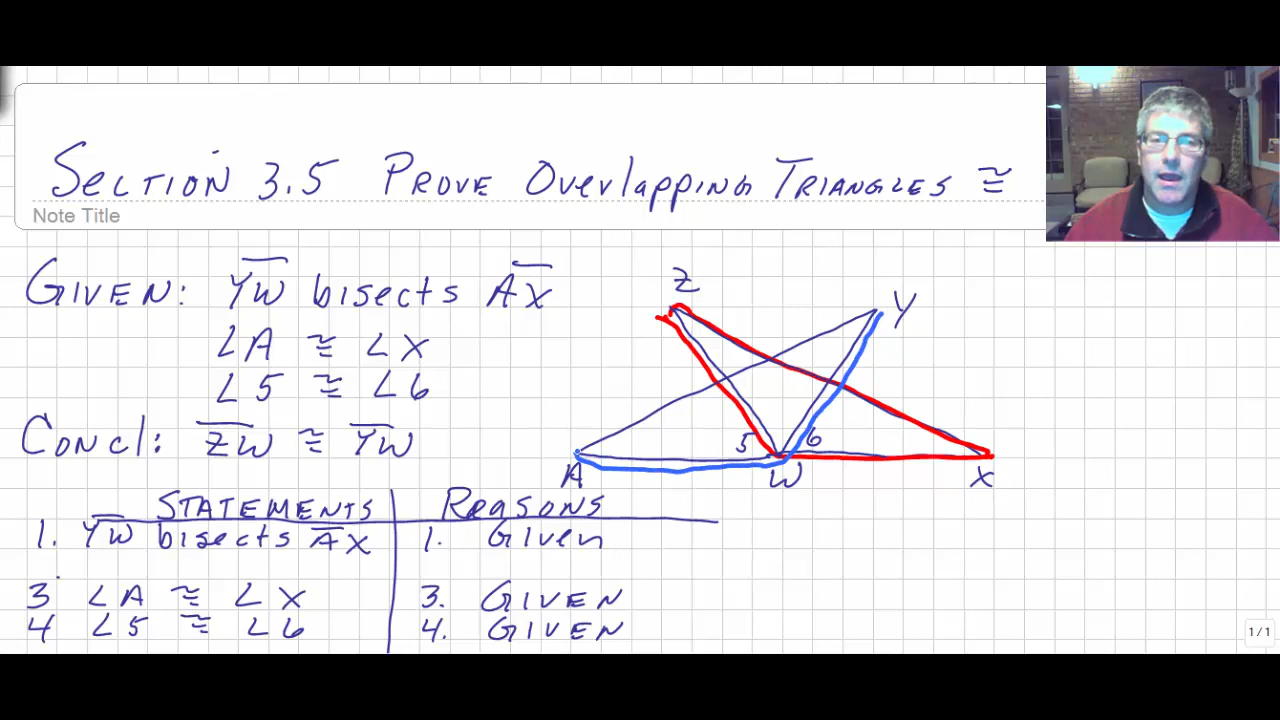 Section 3.5 Prove Overlapping Triangles ≅
Note Title
Given: YW bisects AX
∠A ≅ ∠X
∠5 ≅ ∠6
Concl: ZW ≅ YW
Z
Y
5
6
A
W
X
Statements Reasons
1. YW bisects AX 1. Given
3 ∠A ≅ ∠X 3. Given
4 ∠5 ≅ ∠6 4. Given
1 / 1